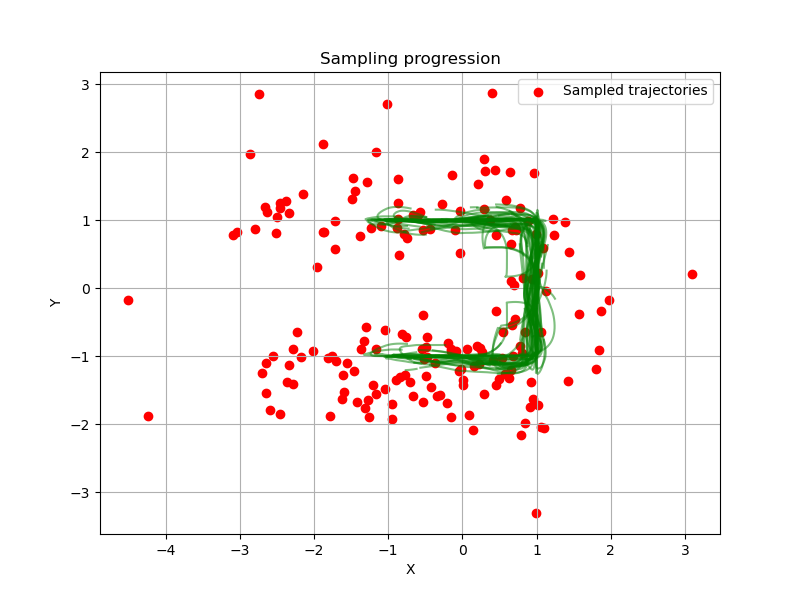 Sampling progression
Sampled trajectories
3
2
1
0
−1
−2
−3
Y
−4 −3 −2 −1 0 1 2 3
X